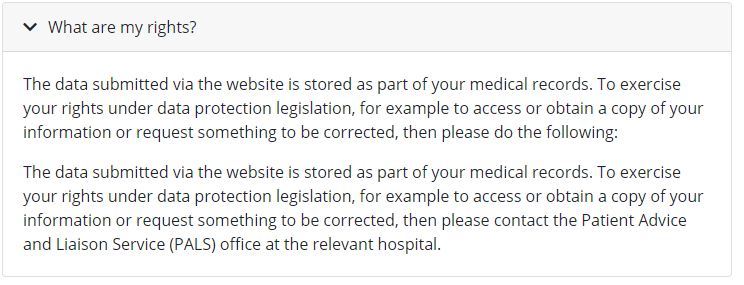 What are my rights?
The data submitted via the website is stored as part of your medical records. To exercise
your rights under data protection legislation, for example to access or obtain a copy of your
information or request something to be corrected, then please do the following:
The data submitted via the website is stored as part of your medical records. To exercise
your rights under data protection legislation, for example to access or obtain a copy of your
information or request something to be corrected, then please contact the Patient Advice
and Liaison Service (PALS) office at the relevant hospital.